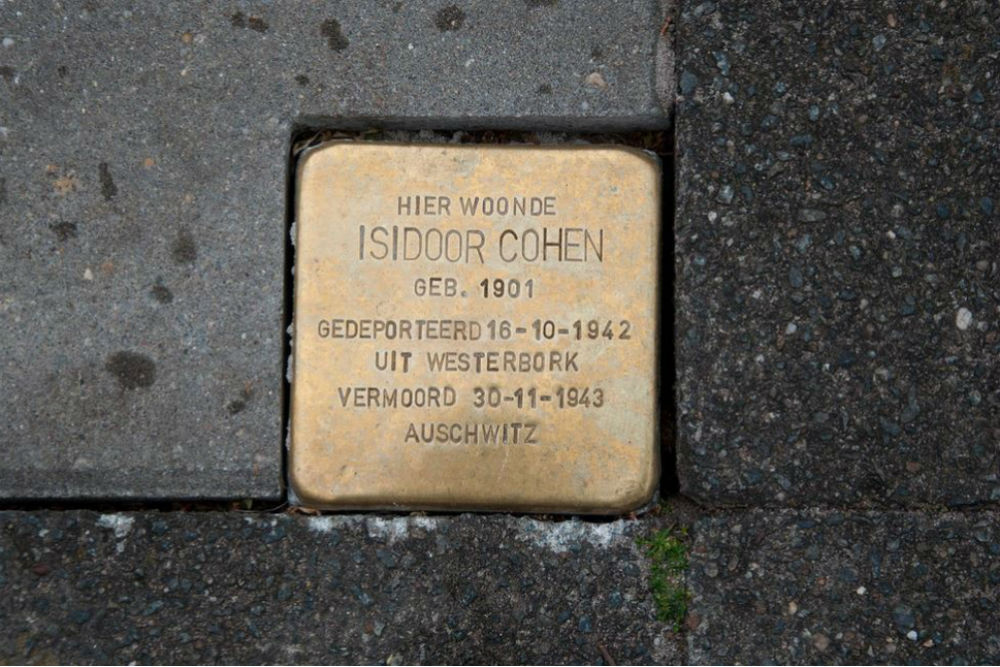 HIER WOONDE
ISIDOOR COHEN
GEB. 1901
GEDEPORTEERD 16-10-1942
UIT WESTERBORK
VERMOORD 30-11-1943
AUSCHWITZ